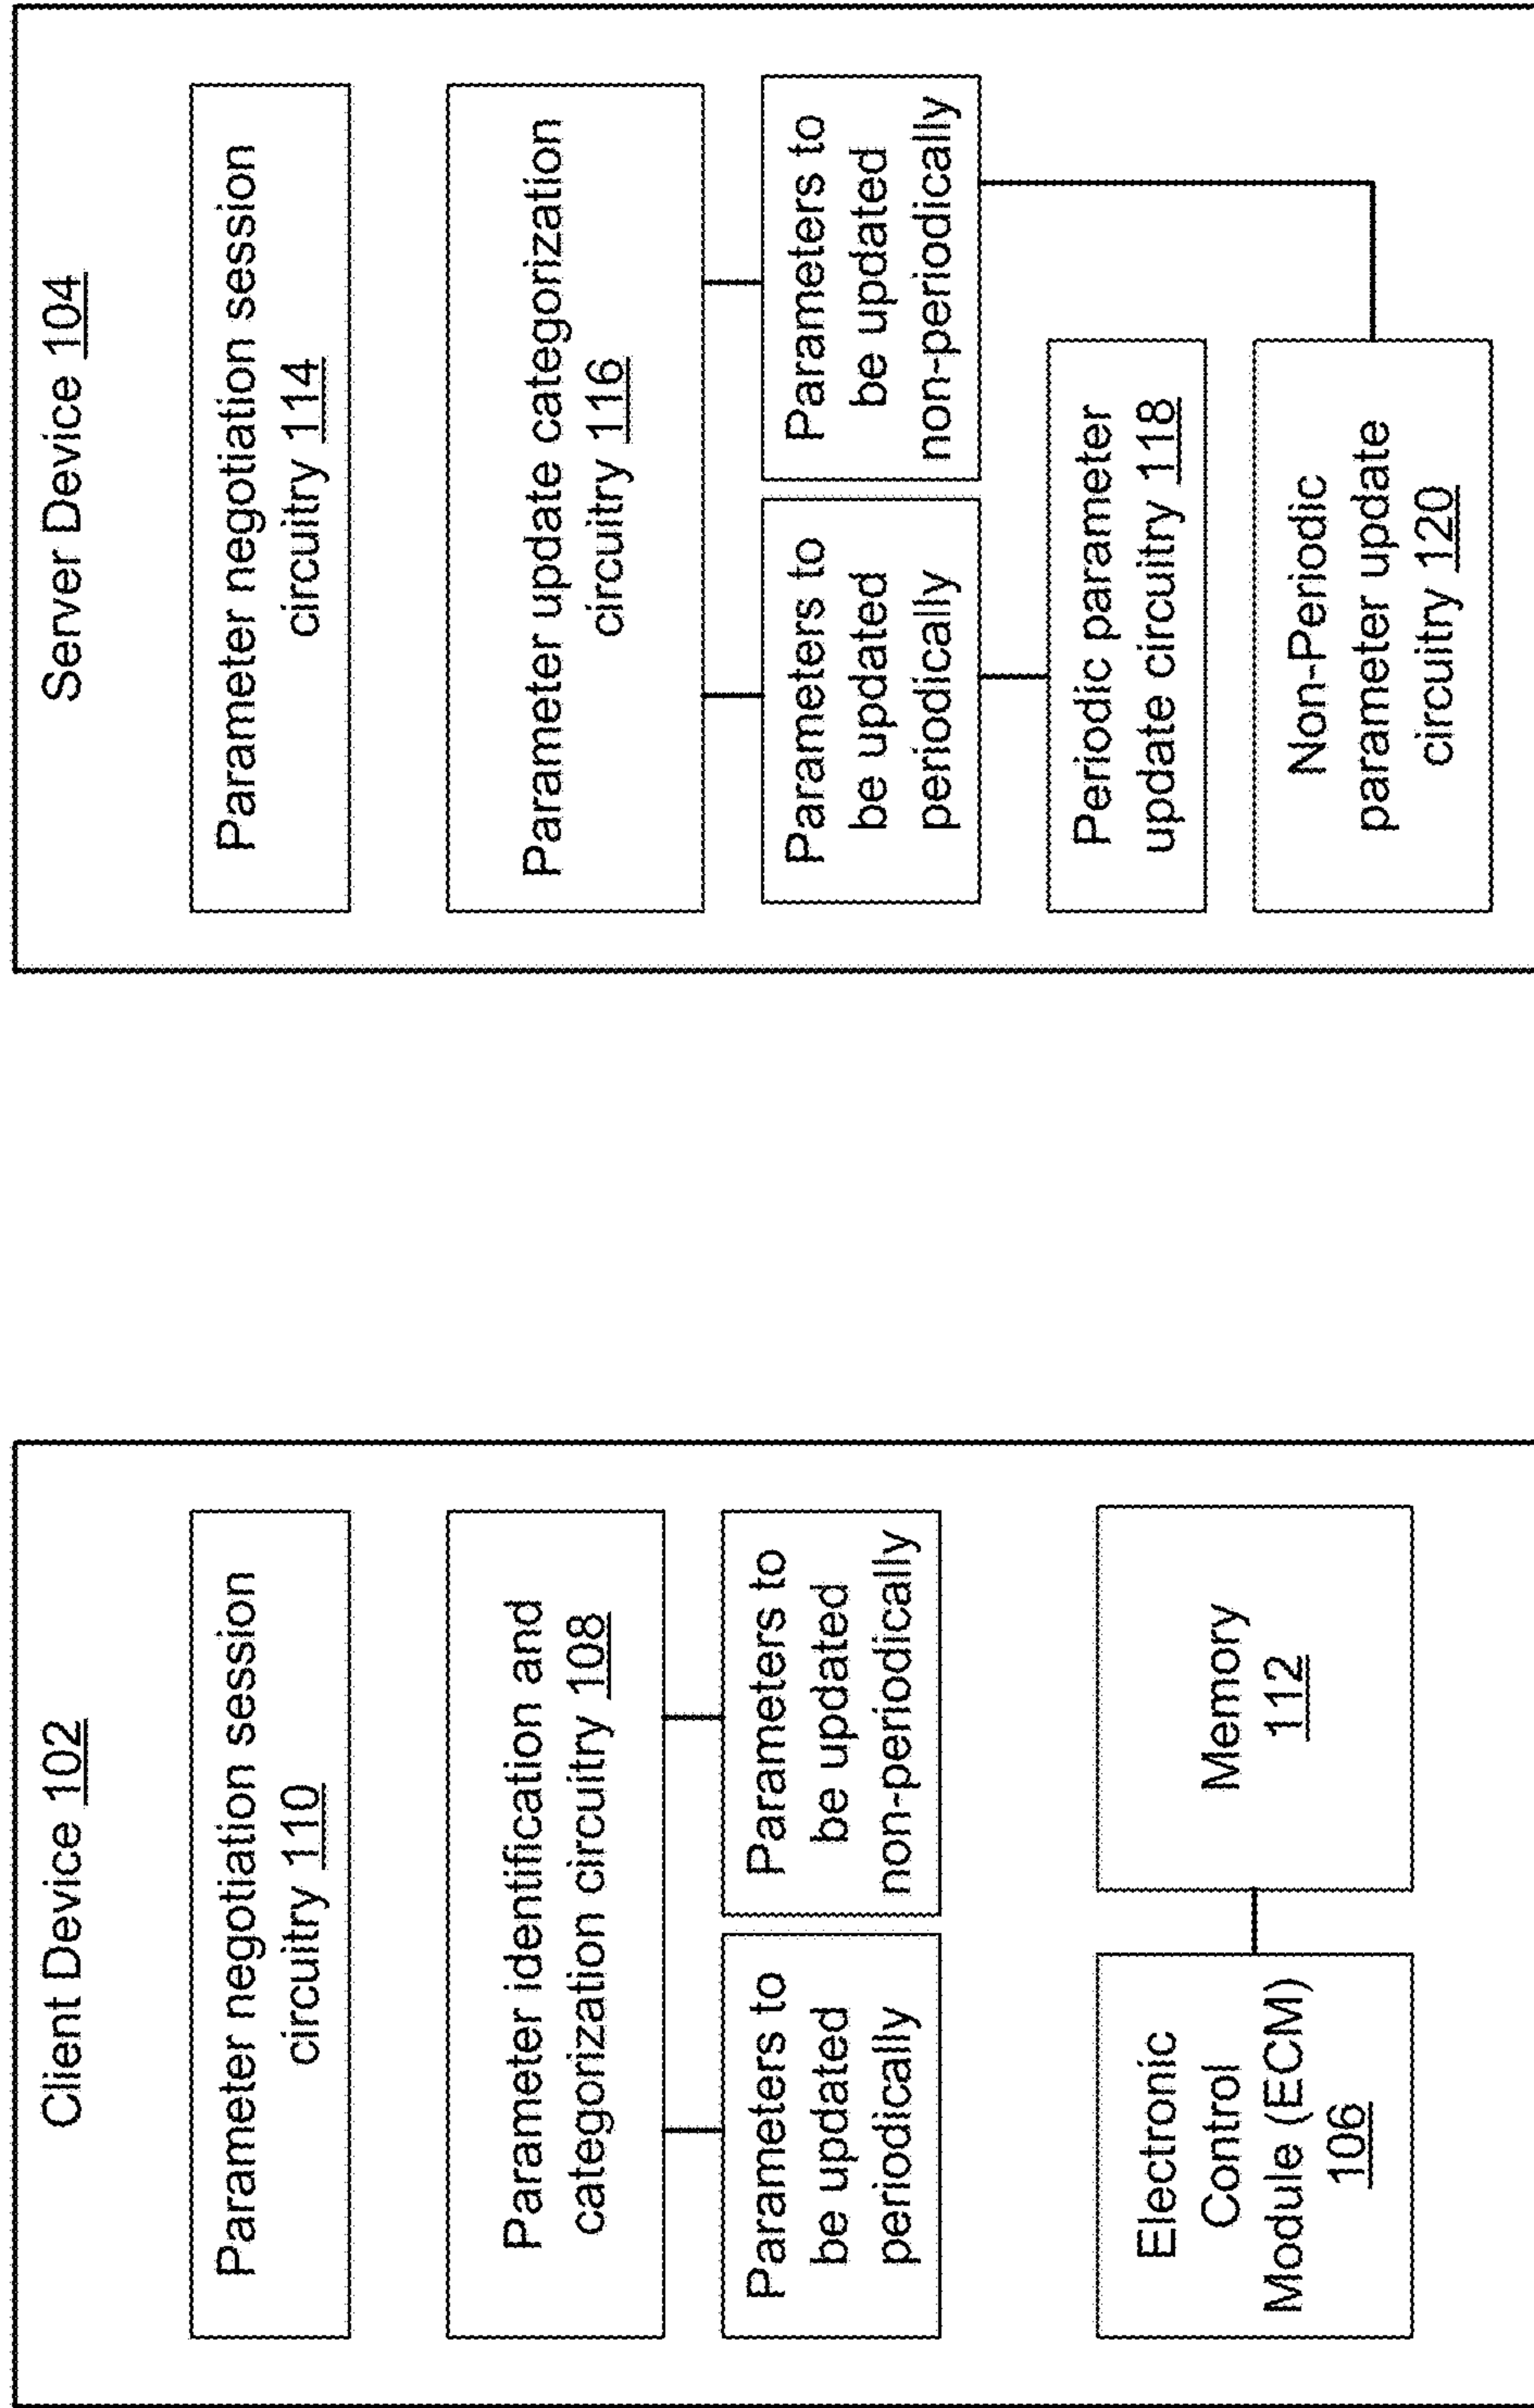 Client Device 102
Parameter negotiation session
circuitry 110
Parameter identification and
categorization circuitry 108
Parameters to
be updated
periodically
Parameters to
be updated
non-periodically
Electronic
Control
Module (ECM)
106
Memory
112
Server Device 104
Parameter negotiation session
circuitry 114
Parameter update categorization
circuitry 116
Parameters to
be updated
periodically
Parameters to
be updated
non-periodically
Periodic parameter
update circuitry 118
Non-Periodic
parameter update
circuitry 120